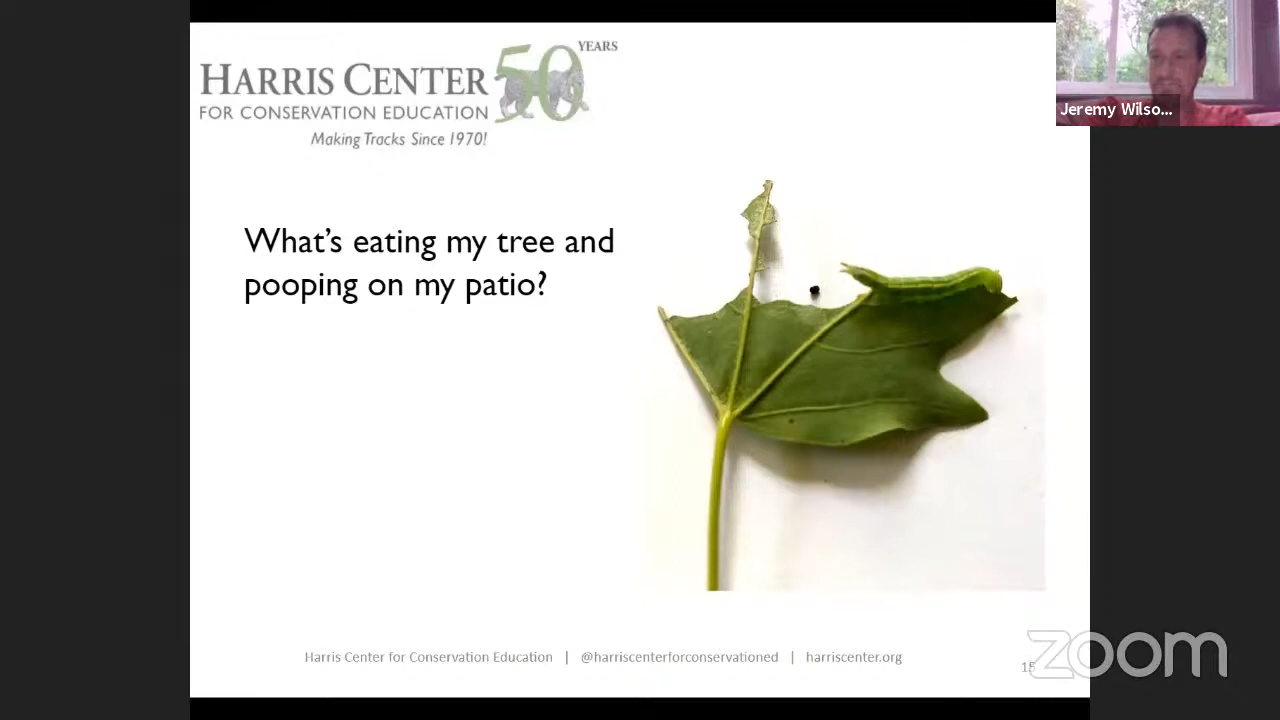 50 YEARS
HARRIS CENTER
FOR CONSERVATION EDUCATION
Making Tracks Since 1970!
Jeremy Wilso...
What's eating my tree and
pooping on my patio?
Harris Center for Conservation Education | @harriscenterforconservationed | harriscenter.org
15
zoom